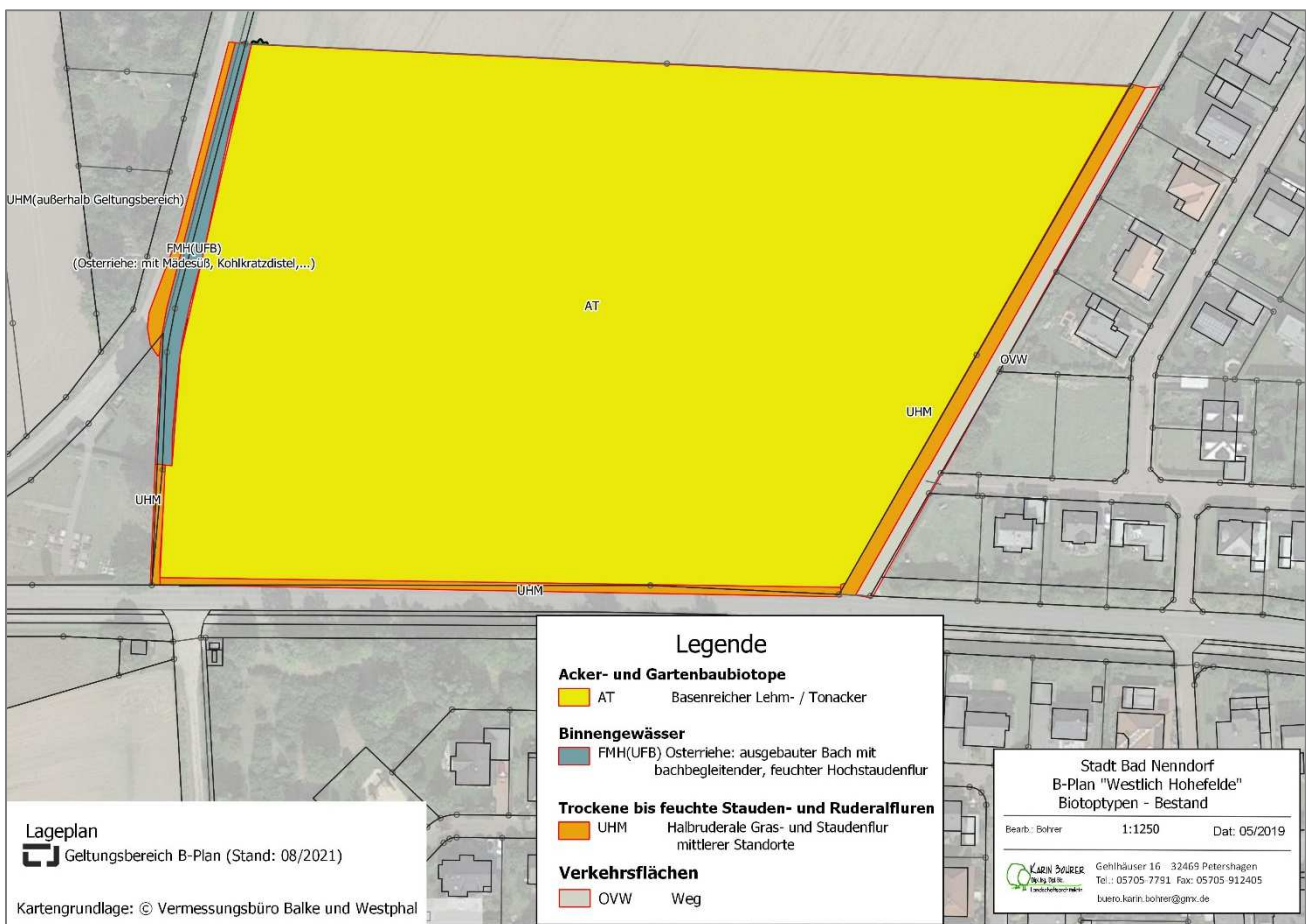 UHM(außerhalb Geltungsbereich)
FMH(UFB)
(Osterriehe: mit Mädesüß, Kohlkratzdistel,...)
AT
OVW
UHM
UHM
UHM
Legende
Acker- und Gartenbaubiotope
AT Basenreicher Lehm- / Tonacker
Binnengewässer
FMH(UFB) Osterriehe: ausgebauter Bach mit
bachbegleitender, feuchter Hochstaudenflur
Trockene bis feuchte Stauden- und Ruderalfluren
UHM Halbruderale Gras- und Staudenflur
mittlerer Standorte
Verkehrsflächen
OVW Weg
Lageplan
Geltungsbereich B-Plan (Stand: 08/2021)
Kartengrundlage: © Vermessungsbüro Balke und Westphal
Stadt Bad Nenndorf
B-Plan "Westlich Hohefelde"
Biotoptypen - Bestand
Bearb.: Bohrer 1:1250 Dat: 05/2019
KARIN BOHRER
Landschaftsarchitektin
Gehlhäuser 16 32469 Petershagen
Tel.: 05705-7791 Fax: 05705-912405
buero.karin.bohrer@gmx.de